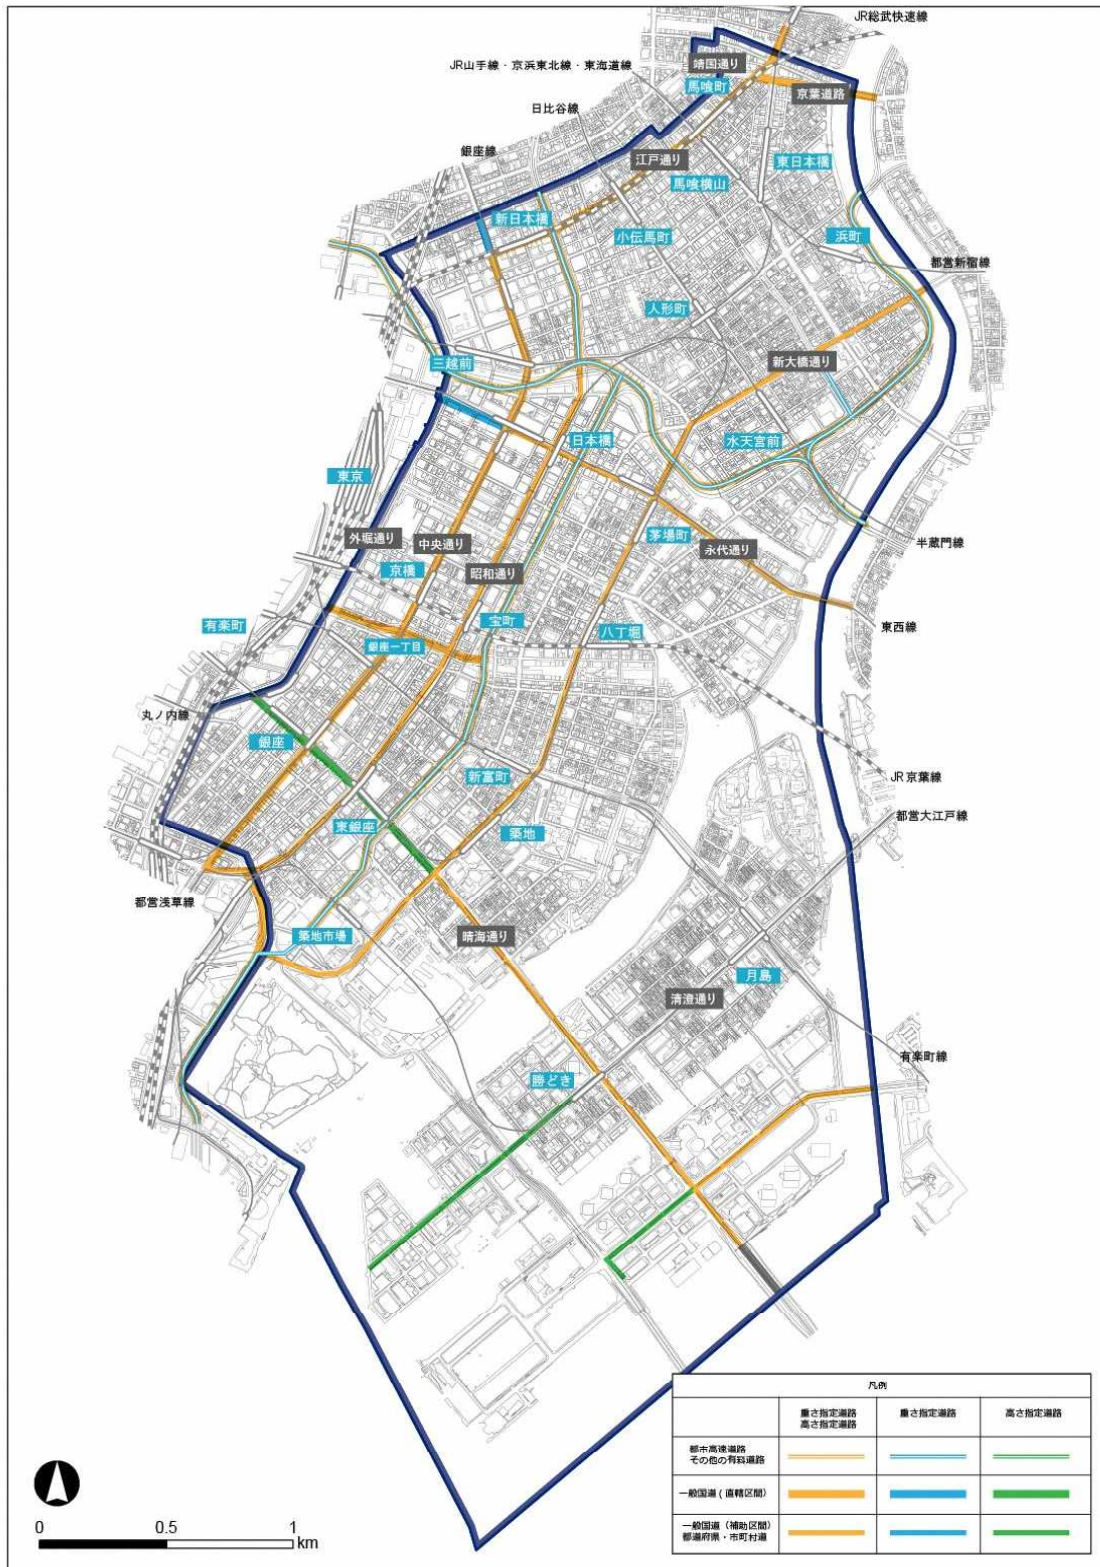 JR総武快速線
靖国通り
JR山手線・京浜東北線・東海道線
馬喰町
京葉道路
日比谷線
銀座線
江戸通り
東日本橋
馬喰横山
新日本橋
小伝馬町
浜町
都営新宿線
人形町
三越前
新大橋通り
日本橋
水天宮前
東京
外堀通り
中央通り
茅場町
半蔵門線
永代通り
京橋
昭和通り
宝町
有楽町
東西線
八丁堀
銀座一丁目
丸ノ内線
銀座
新富町
JR京葉線
都営大江戸線
東銀座
築地
都営浅草線
築地市場
晴海通り
月島
清澄通り
有楽町線
勝どき
凡例
重さ指定道路
高さ指定道路
重さ指定道路
高さ指定道路
都市高速道路
その他の有料道路
一般国道(直轄区間)
一般国道(補助区間)
都道府県・市町村道
0 0.5 1
km